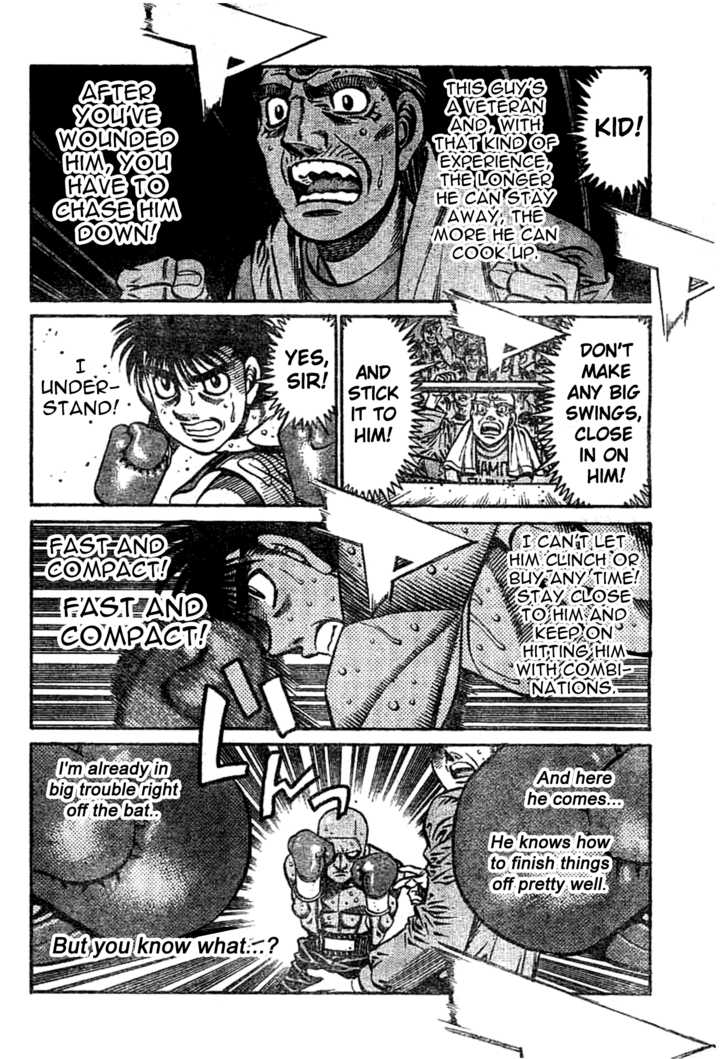 KID!
THIS GUY'S
A VETERAN
AND, WITH
THAT KIND OF
EXPERIENCE,
THE LONGER
HE CAN STAY
AWAY, THE
MORE HE CAN
COOK UP.
AFTER
YOU'VE
WOUNDED
HIM, YOU
HAVE TO
CHASE HIM
DOWN!
DON'T
MAKE
ANY BIG
SWINGS,
CLOSE
IN ON
HIM!
AND
STICK
IT TO
HIM!
YES,
SIR!
I
UNDER-
STAND!
I CAN'T LET
HIM CLINCH OR
BUY ANY TIME!
STAY CLOSE
TO HIM AND
KEEP ON
HITTING HIM
WITH COMBI-
NATIONS.
FAST AND
COMPACT!
FAST AND
COMPACT!
And here
he comes...
He knows how
to finish things
off pretty well.
I'm already in
big trouble right
off the bat..
But you know what...?